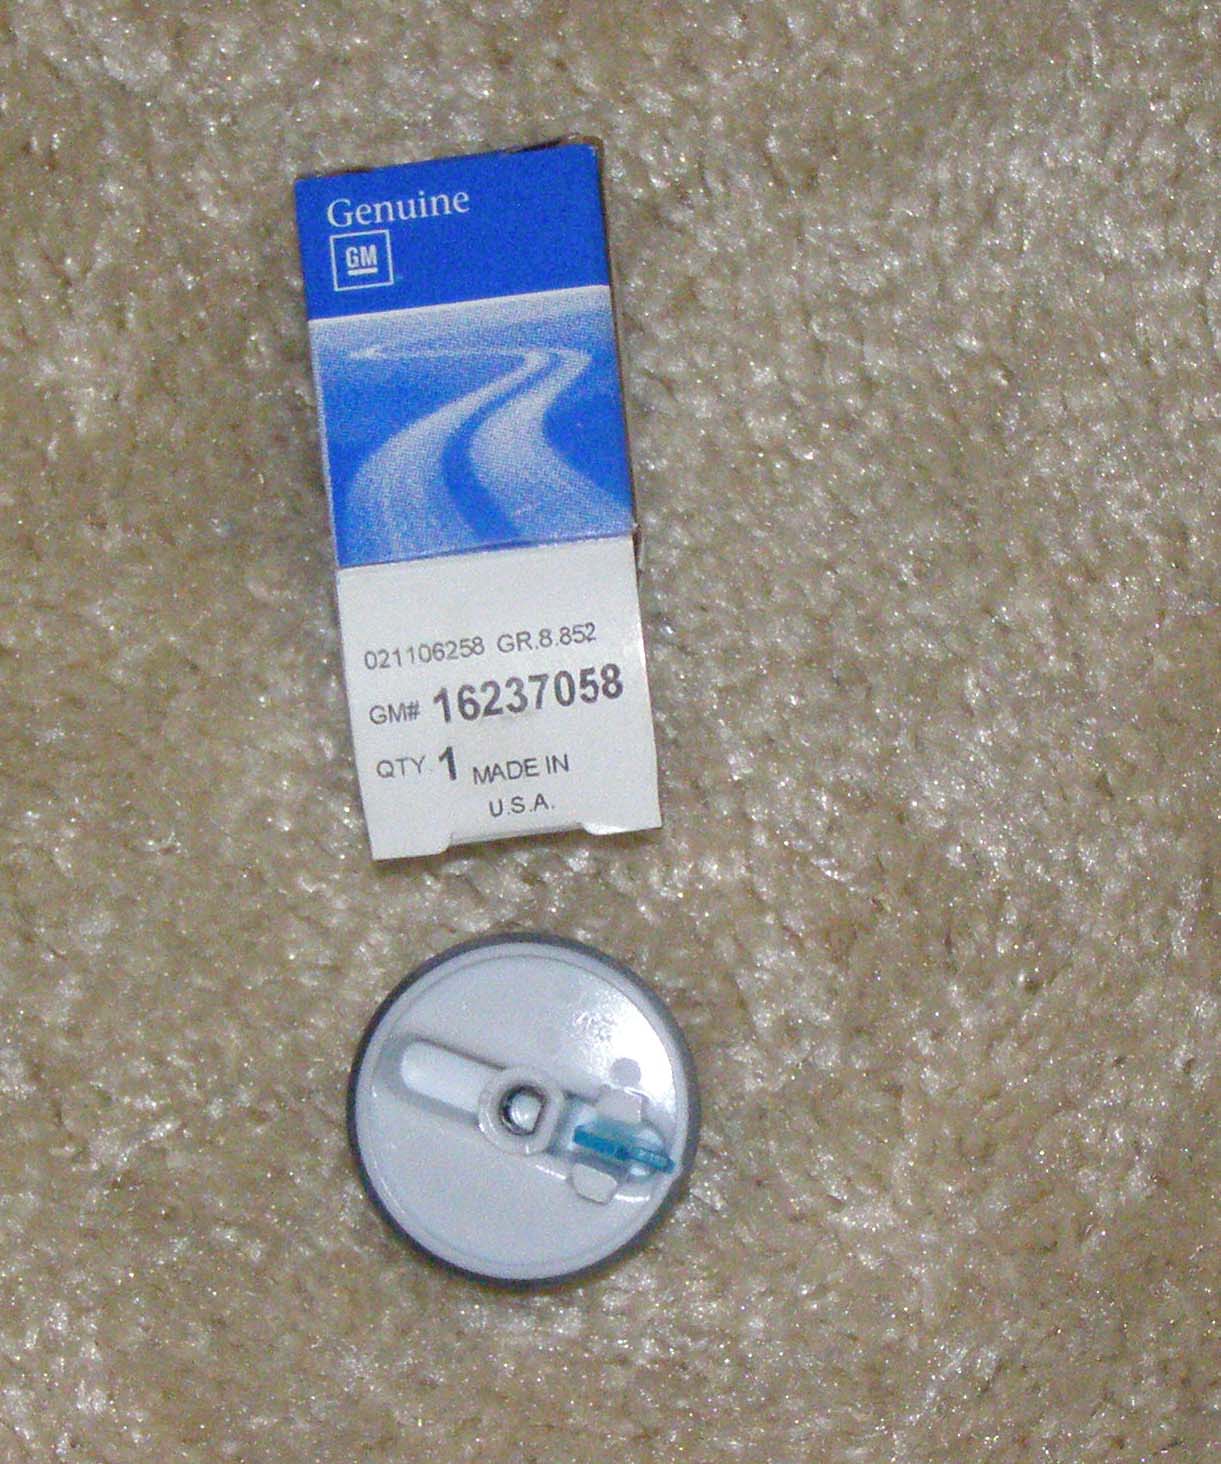 Genuine
GM
021106258 GR.8.852
GM# 16237058
QTY 1 MADE IN
U.S.A.